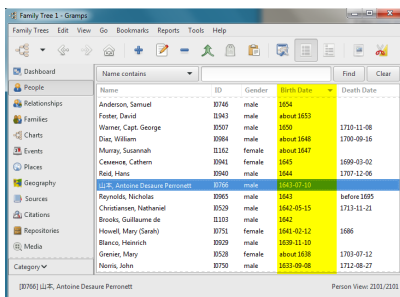 Family Tree 1 - Gramps
Family Trees Edit View Go Bookmarks Reports Tools Help
Dashboard
People
Relationships
Families
Charts
Events
Places
Geography
Sources
Citations
Repositories
Media
Category
Name contains Find Clear
Name ID Gender Birth Date Death Date
Anderson, Samuel I0746 male 1654
Foster, David I1943 male about 1653
Warner, Capt. George I0507 male 1650 1710-11-08
Diaz, William I0984 male about 1648 1700-09-16
Murray, Susannah I1162 female about 1647
Семенов, Cathern I0941 female 1645 1699-03-02
Reid, Hans I0940 male 1644 1707-12-06
山本, Antoine Desaure Perronett I0766 male 1643-07-10
Reynolds, Nicholas I0965 male 1643 before 1695
Christiansen, Nathaniel I0529 male 1642-05-15 1713-11-21
Brooks, Guillaume de I1103 male 1642
Howell, Mary (Sarah) I0751 female 1641-02-12 1686
Blanco, Heinrich I0929 male 1639-11-10
Grenier, Mary I0528 female about 1638 1703-07-12
Norris, John I0750 male 1633-09-08 1712-08-27
[I0766] 山本, Antoine Desaure Perronett Person View: 2101/2101